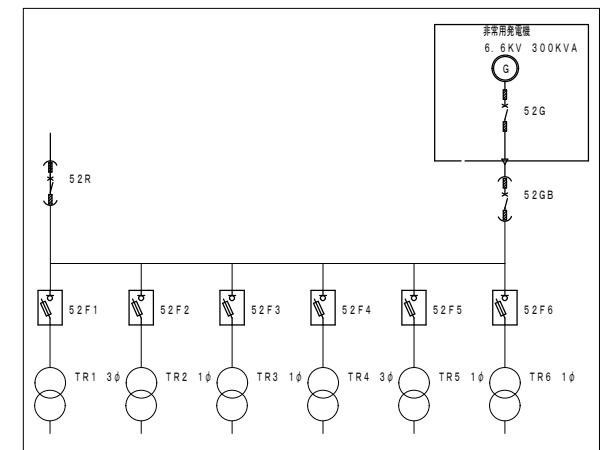 非常用発電機
6.6KV 300KVA
G
52G
52R
52GB
52F1
52F2
52F3
52F4
52F5
52F6
TR1 3φ
TR2 1φ
TR3 1φ
TR4 3φ
TR5 1φ
TR6 1φ